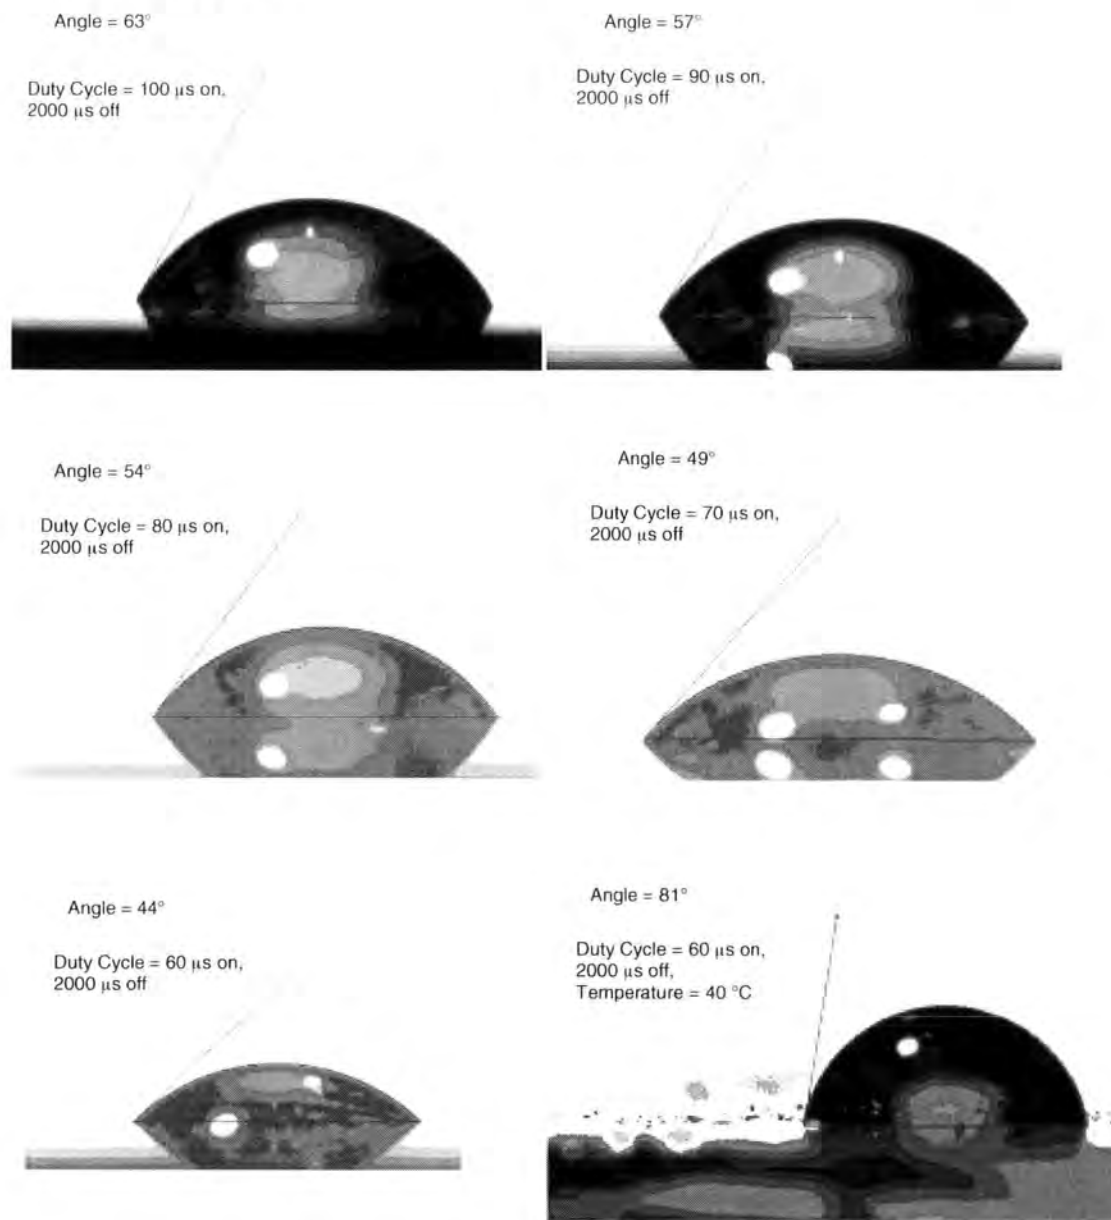 Angle = 63°
Duty Cycle = 100 μs on,
2000 μs off
Angle = 57°
Duty Cycle = 90 μs on,
2000 μs off
Angle = 54°
Duty Cycle = 80 μs on,
2000 μs off
Angle = 49°
Duty Cycle = 70 μs on,
2000 μs off
Angle = 44°
Duty Cycle = 60 μs on,
2000 μs off
Angle = 81°
Duty Cycle = 60 μs on,
2000 μs off,
Temperature = 40 °C